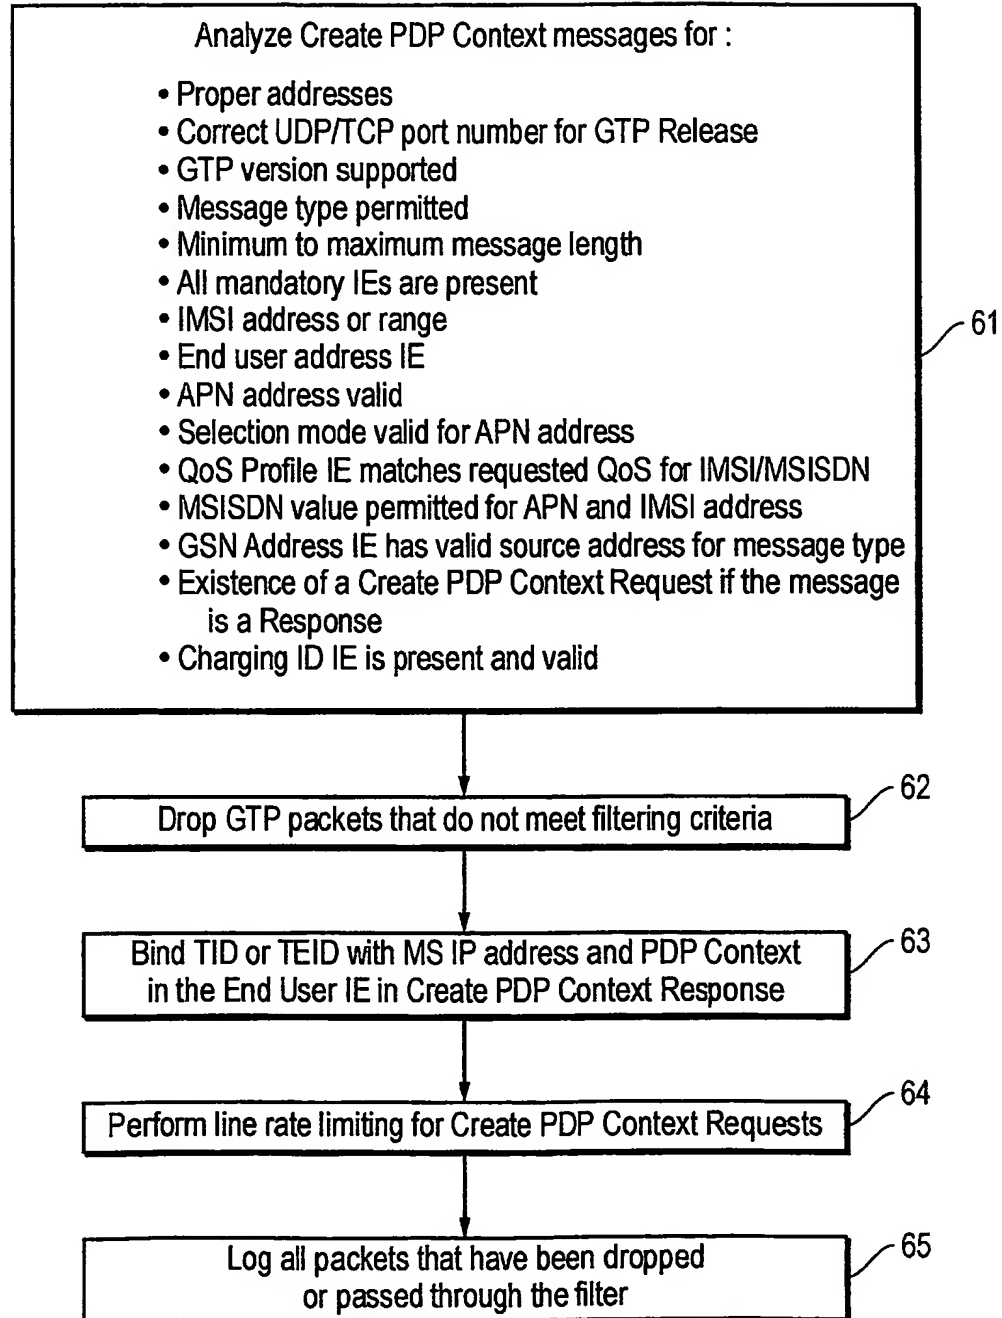 Analyze Create PDP Context messages for :
• Proper addresses
• Correct UDP/TCP port number for GTP Release
• GTP version supported
• Message type permitted
• Minimum to maximum message length
• All mandatory IEs are present
• IMSI address or range
• End user address IE
• APN address valid
• Selection mode valid for APN address
• QoS Profile IE matches requested QoS for IMSI/MSISDN
• MSISDN value permitted for APN and IMSI address
• GSN Address IE has valid source address for message type
• Existence of a Create PDP Context Request if the message
is a Response
• Charging ID IE is present and valid
61
Drop GTP packets that do not meet filtering criteria
62
Bind TID or TEID with MS IP address and PDP Context
in the End User IE in Create PDP Context Response
63
Perform line rate limiting for Create PDP Context Requests
64
Log all packets that have been dropped
or passed through the filter
65